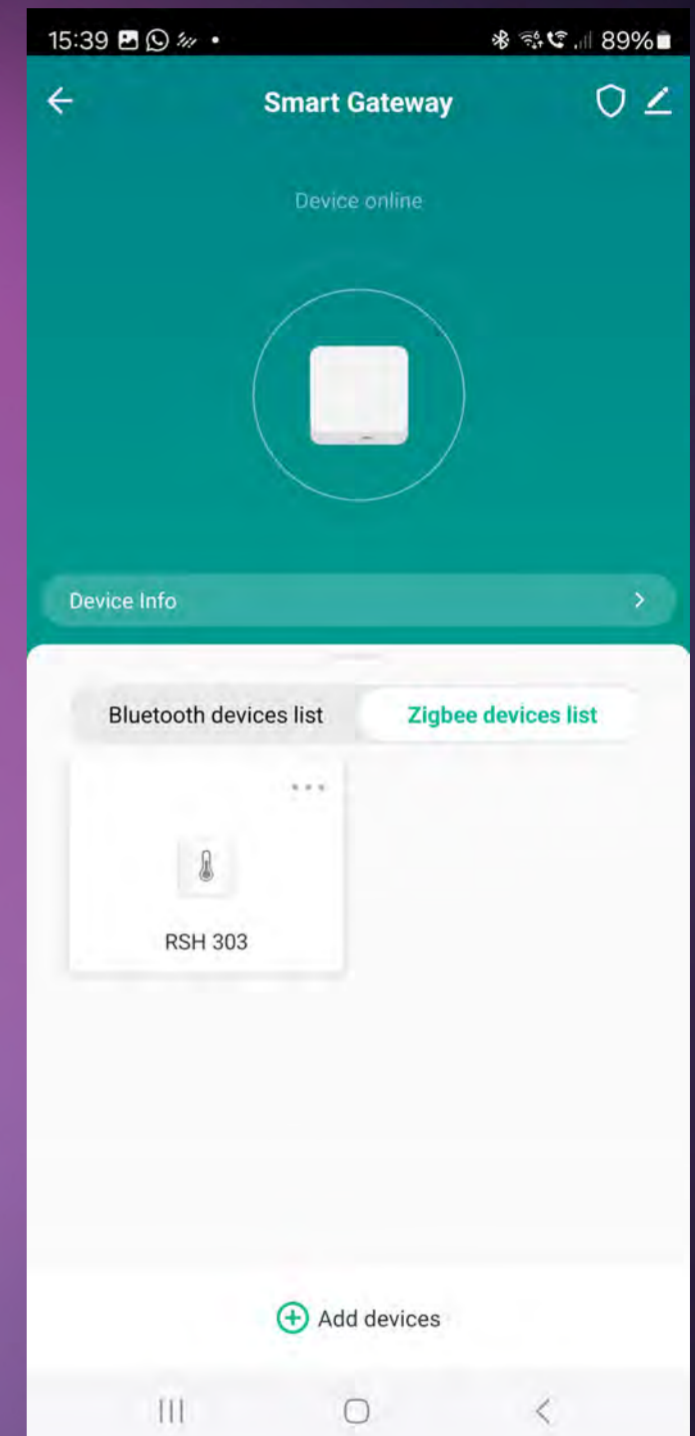 15:39 89%
Smart Gateway
Device online
Device Info
Bluetooth devices list Zigbee devices list
RSH 303
Add devices